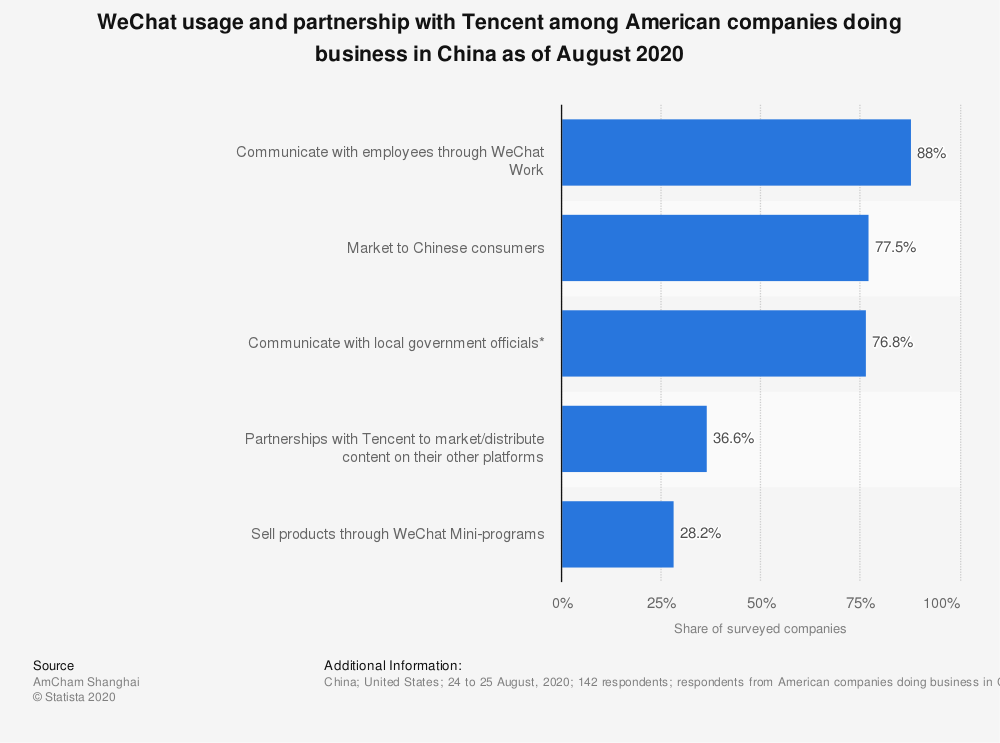 WeChat usage and partnership with Tencent among American companies doing
business in China as of August 2020
Communicate with employees through WeChat
Work
88%
Market to Chinese consumers
77.5%
Communicate with local government officials*
76.8%
Partnerships with Tencent to market/distribute
content on their other platforms
36.6%
Sell products through WeChat Mini-programs
28.2%
0% 25% 50% 75% 100%
Share of surveyed companies
Source
AmCham Shanghai
© Statista 2020
Additional Information:
China; United States; 24 to 25 August, 2020; 142 respondents; respondents from American companies doing business in